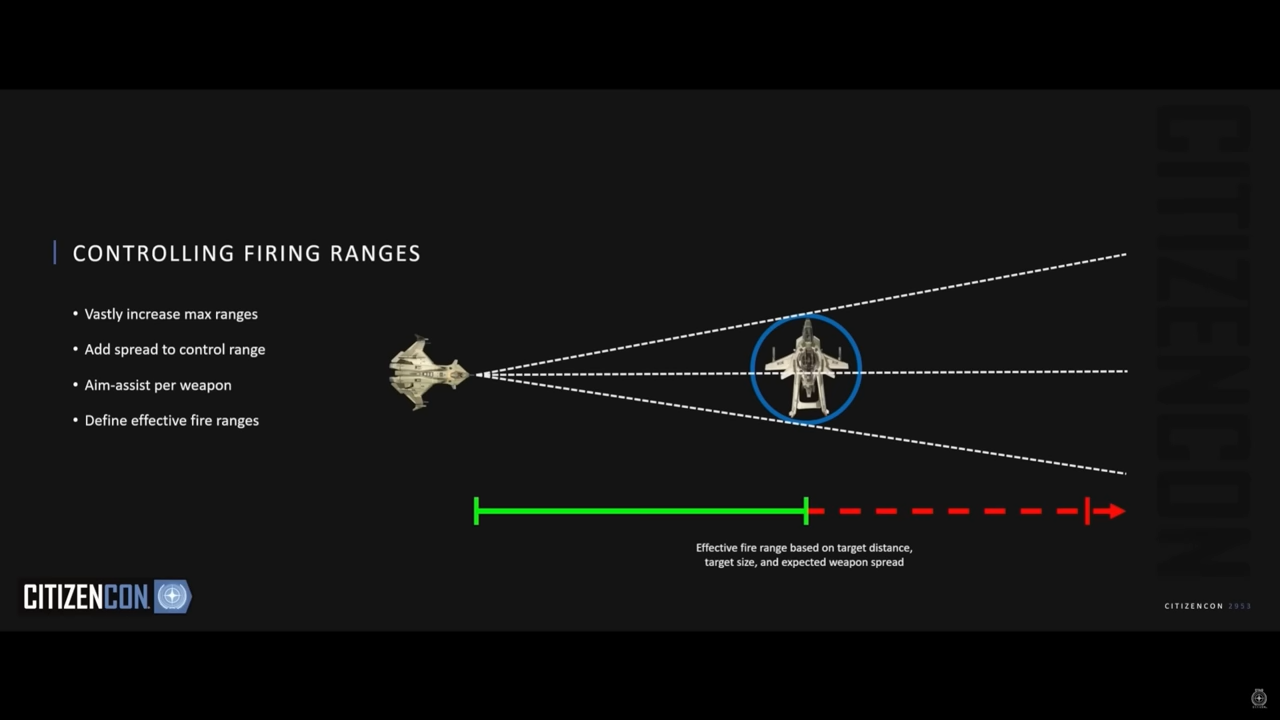 CONTROLLING FIRING RANGES
• Vastly increase max ranges
• Add spread to control range
• Aim-assist per weapon
• Define effective fire ranges
Effective fire range based on target distance,
target size, and expected weapon spread
CITIZENCON
CITIZENCON
CITIZENCON 2953